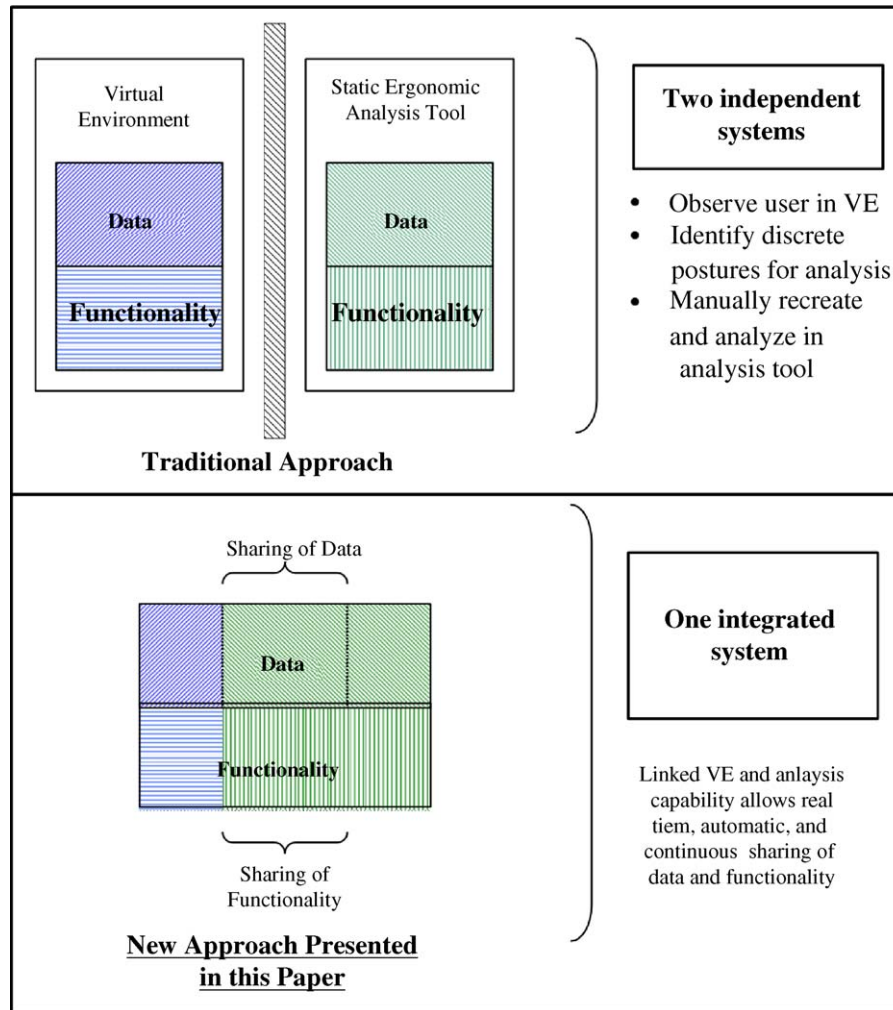 Virtual
Environment
Data
Functionality
Static Ergonomic
Analysis Tool
Data
Functionality
Traditional Approach
Two independent
systems
• Observe user in VE
• Identify discrete
postures for analysis
• Manually recreate
and analyze in
analysis tool
Sharing of Data
Data
Functionality
Sharing of
Functionality
New Approach Presented
in this Paper
One integrated
system
Linked VE and anlaysis
capability allows real
tiem, automatic, and
continuous sharing of
data and functionality